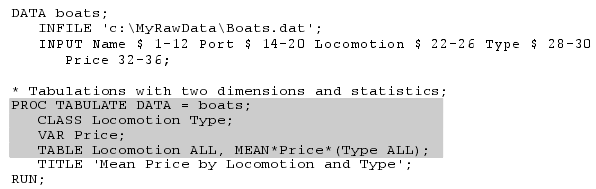 DATA boats;
INFILE 'c:\MyRawData\Boats.dat';
INPUT Name $ 1-12 Port $ 14-20 Locomotion $ 22-26 Type $ 28-30
Price 32-36;
* Tabulations with two dimensions and statistics;
PROC TABULATE DATA = boats;
CLASS Locomotion Type;
VAR Price;
TABLE Locomotion ALL, MEAN*Price*(Type ALL);
TITLE 'Mean Price by Locomotion and Type';
RUN;